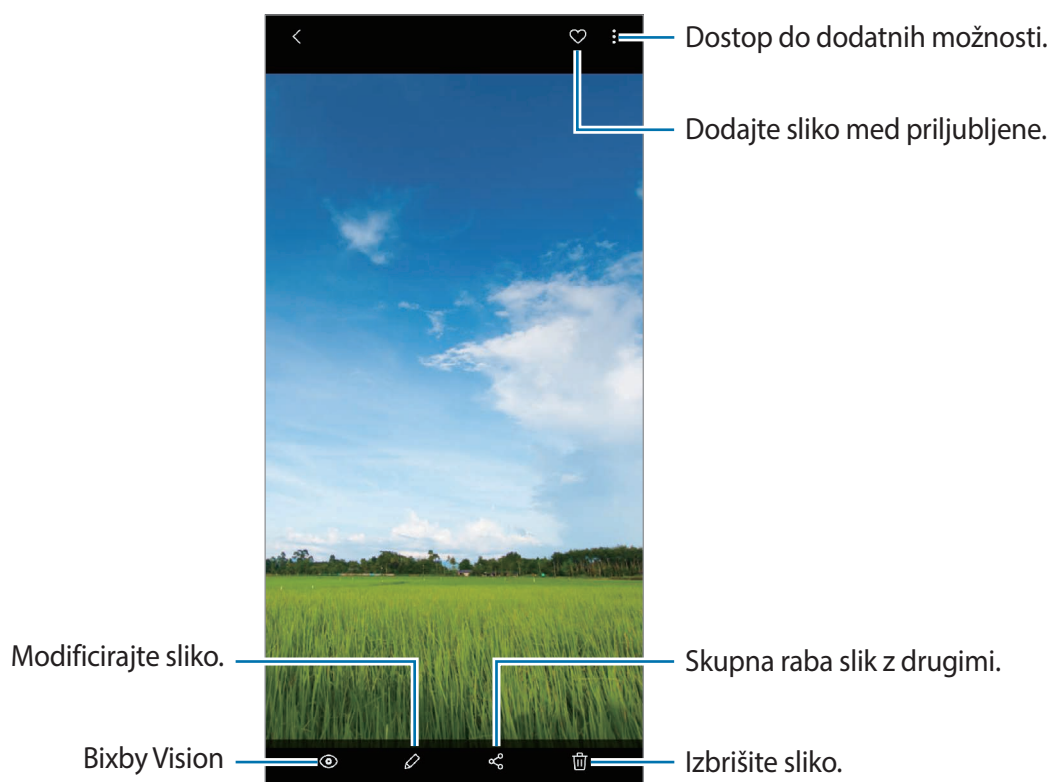 Dostop do dodatnih možnosti.
Dodajte sliko med priljubljene.
Modificirajte sliko.
Skupna raba slik z drugimi.
Bixby Vision
Izbrišite sliko.